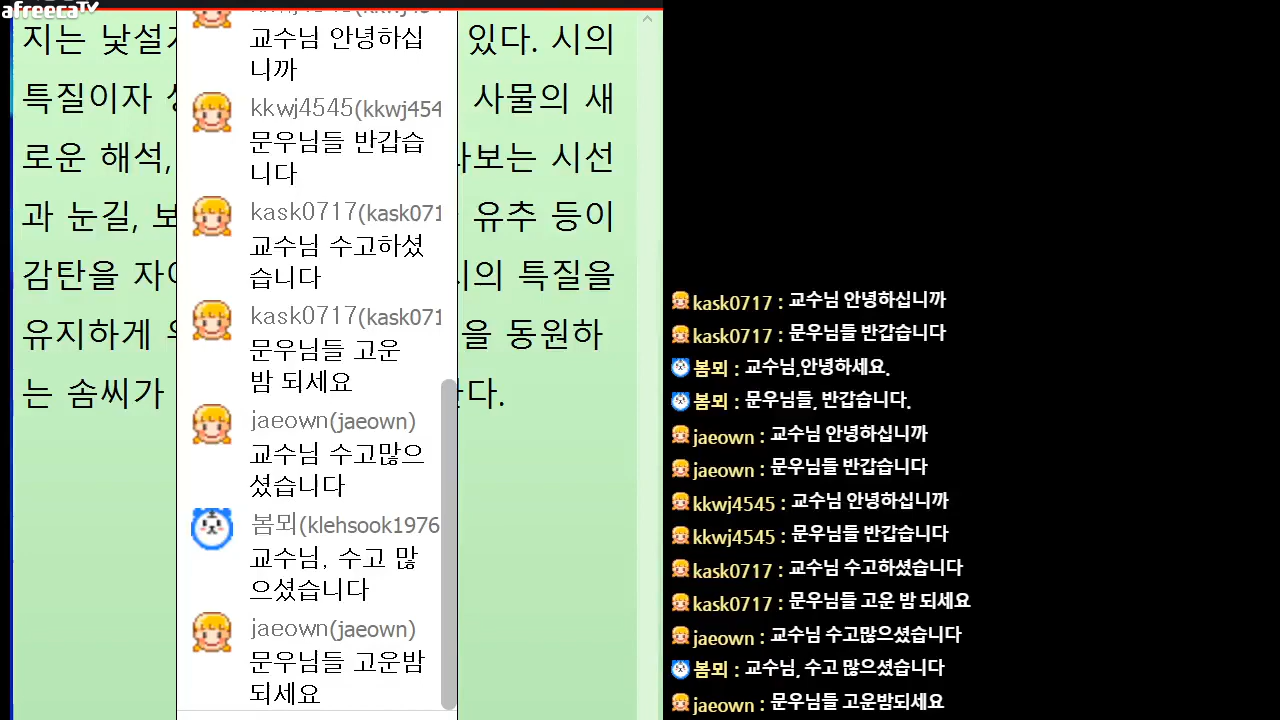 afreecaTV
지는 낯설 있다. 시의
특질이자 사물의 새
로운 해석, 보는 시선
과 눈길, 유추 등이
감탄을 시의 특질을
유지하게 을 동원하
는 솜씨가 다.
교수님 안녕하십
니까
kkwj4545(kkwj454
문우님들 반갑습
니다
kask0717(kask071
교수님 수고하셨
습니다
kask0717(kask071
문우님들 고운
밤 되세요
jaeown(jaeown)
교수님 수고많으
셨습니다
봄뫼(klehsook1976
교수님, 수고 많
으셨습니다
jaeown(jaeown)
문우님들 고운밤
되세요
kask0717 : 교수님 안녕하십니까
kask0717 : 문우님들 반갑습니다
봄뫼 : 교수님,안녕하세요.
봄뫼 : 문우님들, 반갑습니다.
jaeown : 교수님 안녕하십니까
jaeown : 문우님들 반갑습니다
kkwj4545 : 교수님 안녕하십니까
kkwj4545 : 문우님들 반갑습니다
kask0717 : 교수님 수고하셨습니다
kask0717 : 문우님들 고운 밤 되세요
jaeown : 교수님 수고많으셨습니다
봄뫼 : 교수님, 수고 많으셨습니다
jaeown : 문우님들 고운밤되세요